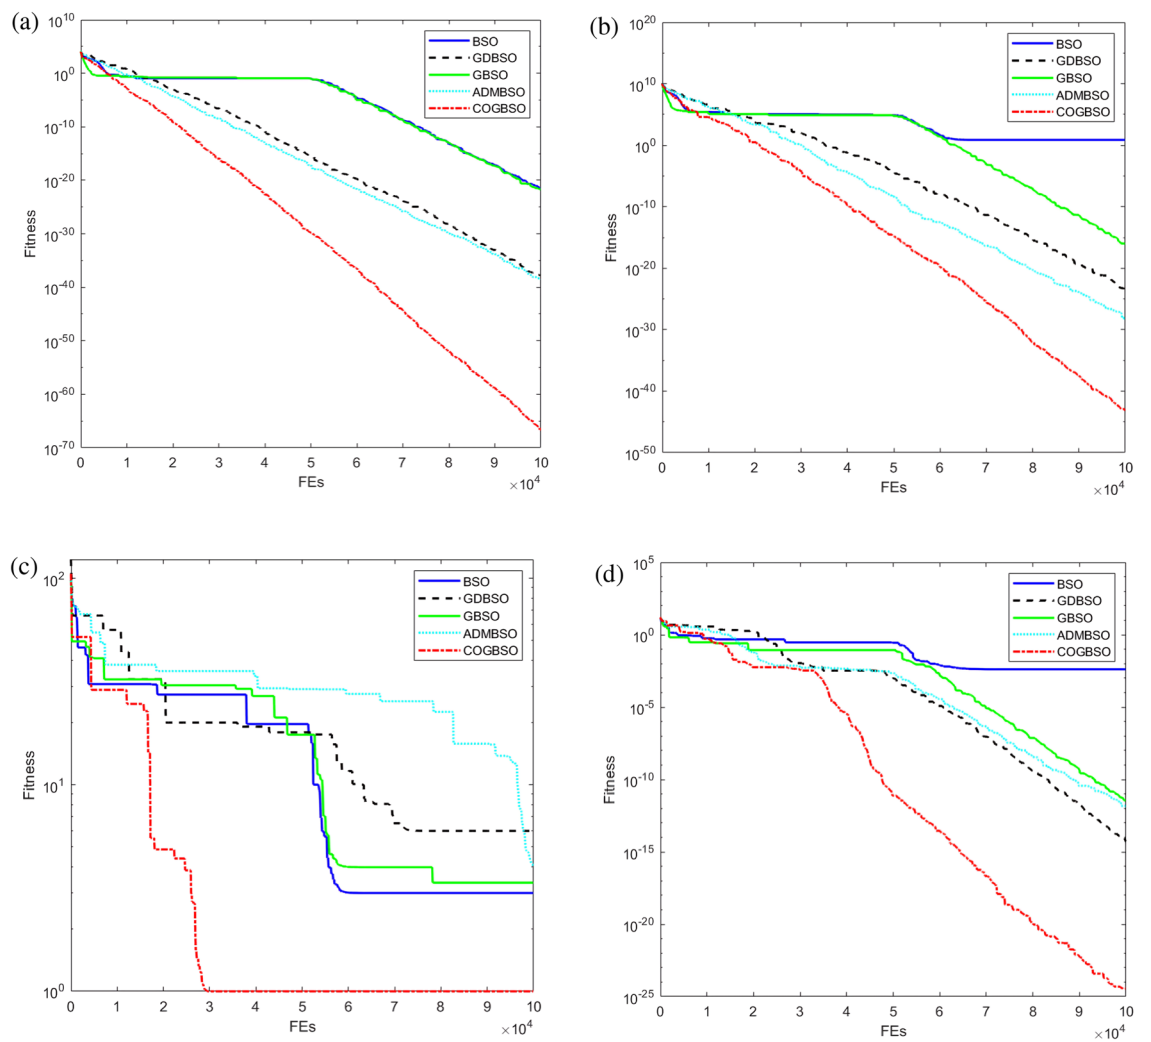 (a)
10^10
10^0
10^-10
10^-20
10^-30
10^-40
10^-50
10^-60
10^-70
Fitness
0 1 2 3 4 5 6 7 8 9 10
FEs
×10^4
BSO
GDBSO
GBSO
ADMBSO
COGBSO
(b)
10^20
10^10
10^0
10^-10
10^-20
10^-30
10^-40
10^-50
Fitness
0 1 2 3 4 5 6 7 8 9 10
FEs
×10^4
BSO
GDBSO
GBSO
ADMBSO
COGBSO
(c)
10^2
10^1
10^0
Fitness
0 1 2 3 4 5 6 7 8 9 10
FEs
×10^4
BSO
GDBSO
GBSO
ADMBSO
COGBSO
(d)
10^5
10^0
10^-5
10^-10
10^-15
10^-20
10^-25
Fitness
0 1 2 3 4 5 6 7 8 9 10
FEs
×10^4
BSO
GDBSO
GBSO
ADMBSO
COGBSO